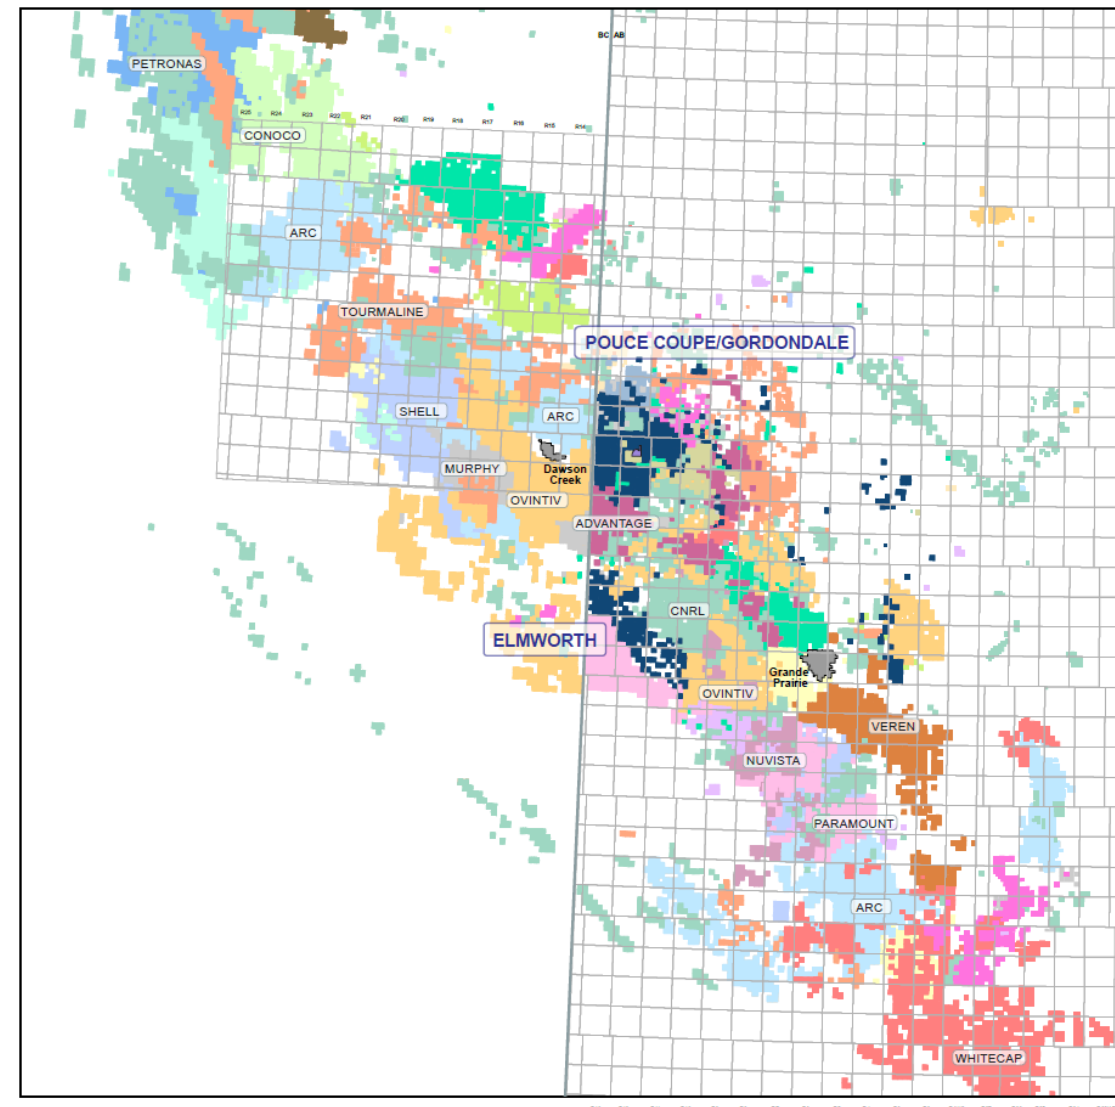 BC AB
PETRONAS
R25 R24 R23 R22 R21 R20 R19 R18 R17 R16 R15 R14
CONOCO
ARC
TOURMALINE
POUCE COUPE/GORDONDALE
SHELL
ARC
MURPHY
Dawson
Creek
OVINTIV
ADVANTAGE
CNRL
ELMWORTH
Grande
Prairie
OVINTIV
VEREN
NUVISTA
PARAMOUNT
ARC
WHITECAP